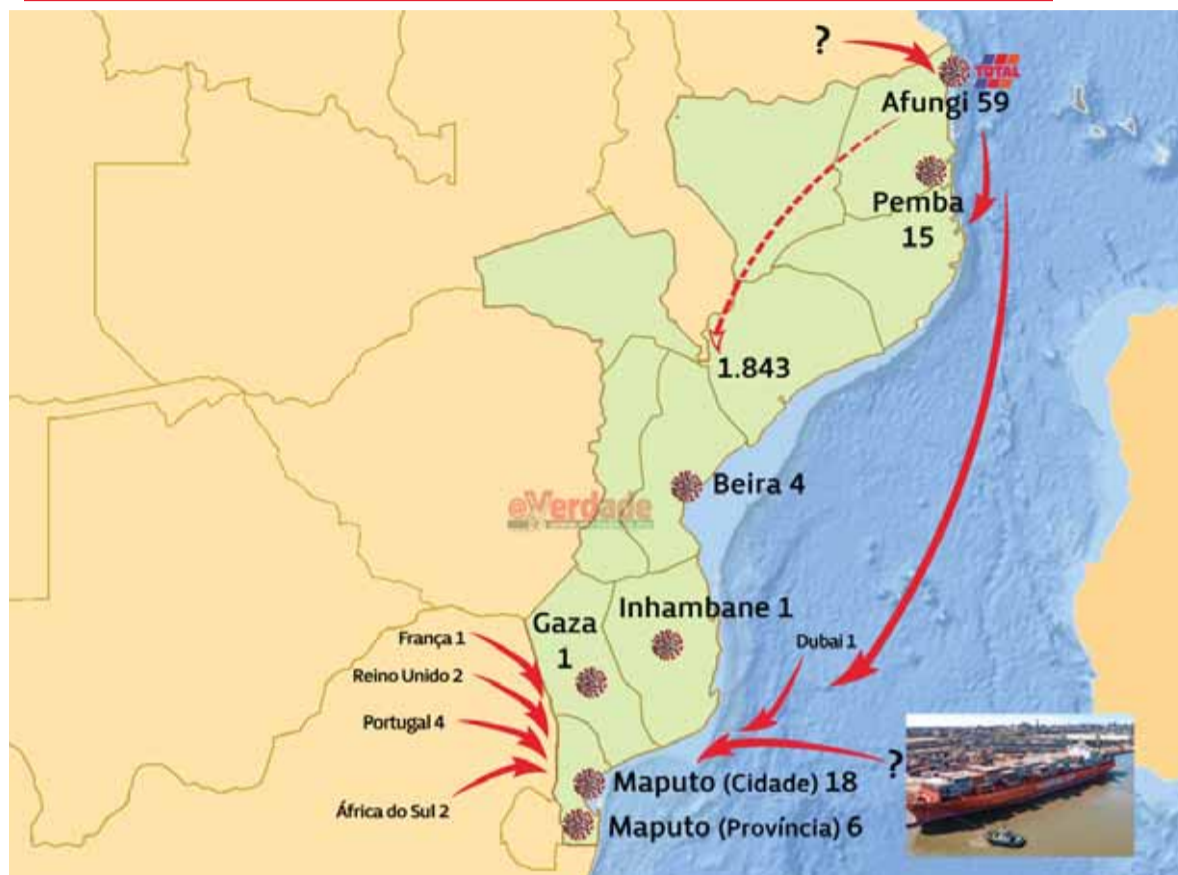 ?
TOTAL
Afungi 59
Pemba
15
1.843
Beira 4
@Verdade
Inhambane 1
Gaza
1
Dubai 1
França 1
Reino Unido 2
Portugal 4
África do Sul 2
?
Maputo (Cidade) 18
Maputo (Província) 6